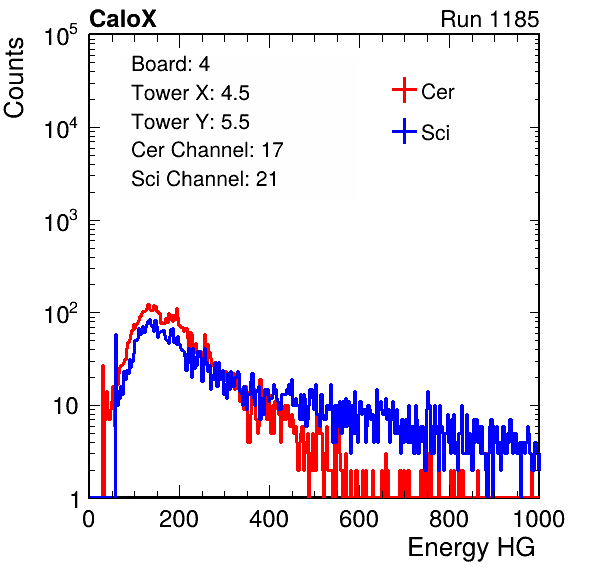 CaloX Run 1185
Counts
10^5
10^4
10^3
10^2
10
1
Board: 4
Tower X: 4.5
Tower Y: 5.5
Cer Channel: 17
Sci Channel: 21
Cer
Sci
0 200 400 600 800 1000
Energy HG